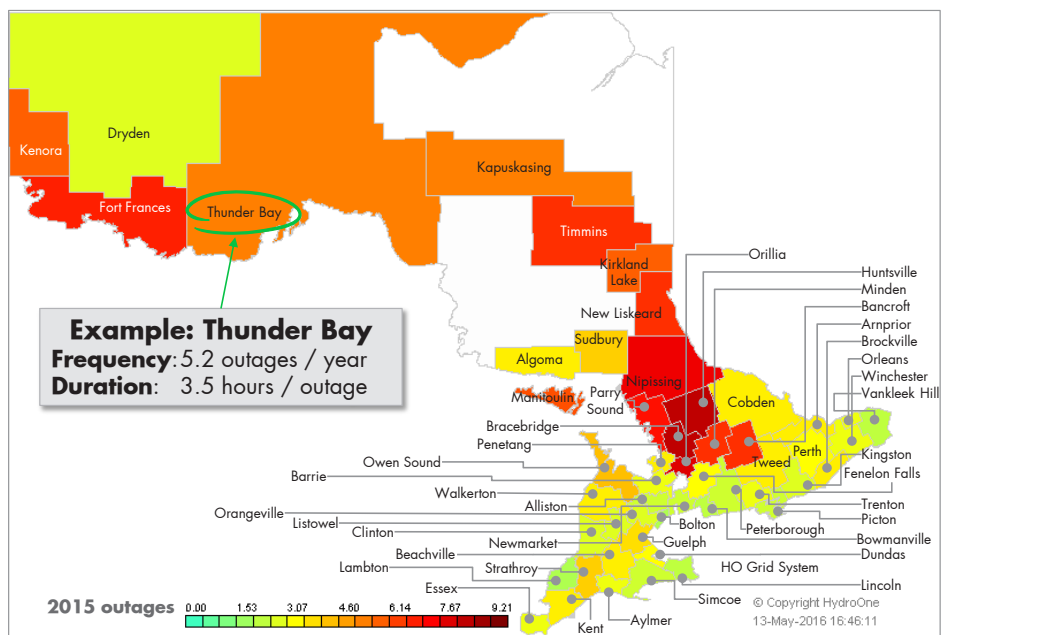 Dryden
Kenora
Kapuskasing
Fort Frances
Thunder Bay
Timmins
Orillia
Kirkland
Lake
Huntsville
Minden
Bancroft
New Liskeard
Arnprior
Sudbury
Brockville
Algoma
Orleans
Winchester
Nipissing
Vankleek Hill
Manitoulin
Parry
Sound
Cobden
Bracebridge
Penetang
Perth
Kingston
Owen Sound
Tweed
Fenelon Falls
Barrie
Walkerton
Alliston
Trenton
Orangeville
Picton
Listowel
Bolton
Peterborough
Clinton
Newmarket
Guelph
Bowmanville
Beachville
Dundas
Lambton
Strathroy
HO Grid System
Essex
Lincoln
Simcoe
Kent
Aylmer
Example: Thunder Bay
Frequency: 5.2 outages / year
Duration: 3.5 hours / outage
2015 outages
0.00 1.53 3.07 4.60 6.14 7.67 9.21
© Copyright HydroOne
13-May-2016 16:46:11